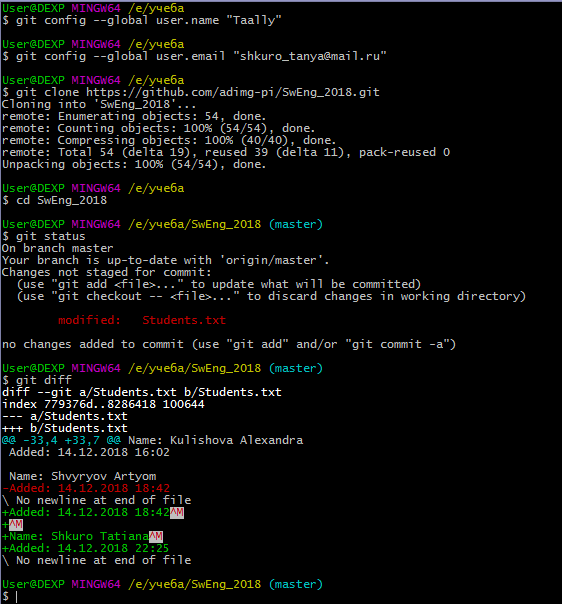 User@DEXP MINGW64 /e/учеба
$ git config --global user.name "Taally"

User@DEXP MINGW64 /e/учеба
$ git config --global user.email "shkuro_tanya@mail.ru"

User@DEXP MINGW64 /e/учеба
$ git clone https://github.com/adimg-pi/SwEng_2018.git
Cloning into 'SwEng_2018'...
remote: Enumerating objects: 54, done.
remote: Counting objects: 100% (54/54), done.
remote: Compressing objects: 100% (40/40), done.
remote: Total 54 (delta 19), reused 39 (delta 11), pack-reused 0
Unpacking objects: 100% (54/54), done.

User@DEXP MINGW64 /e/учеба
$ cd SwEng_2018

User@DEXP MINGW64 /e/учеба/SwEng_2018 (master)
$ git status
On branch master
Your branch is up-to-date with 'origin/master'.
Changes not staged for commit:
  (use "git add <file>..." to update what will be committed)
  (use "git checkout -- <file>..." to discard changes in working directory)

        modified:   Students.txt

no changes added to commit (use "git add" and/or "git commit -a")

User@DEXP MINGW64 /e/учеба/SwEng_2018 (master)
$ git diff
diff --git a/Students.txt b/Students.txt
index 779376d..8286418 100644
--- a/Students.txt
+++ b/Students.txt
@@ -33,4 +33,7 @@ Name: Kulishova Alexandra
 Added: 14.12.2018 16:02

 Name: Shvyryov Artyom
-Added: 14.12.2018 18:42
\ No newline at end of file
+Added: 14.12.2018 18:42^M
+^M
+Name: Shkuro Tatiana^M
+Added: 14.12.2018 22:25
\ No newline at end of file

User@DEXP MINGW64 /e/учеба/SwEng_2018 (master)
$